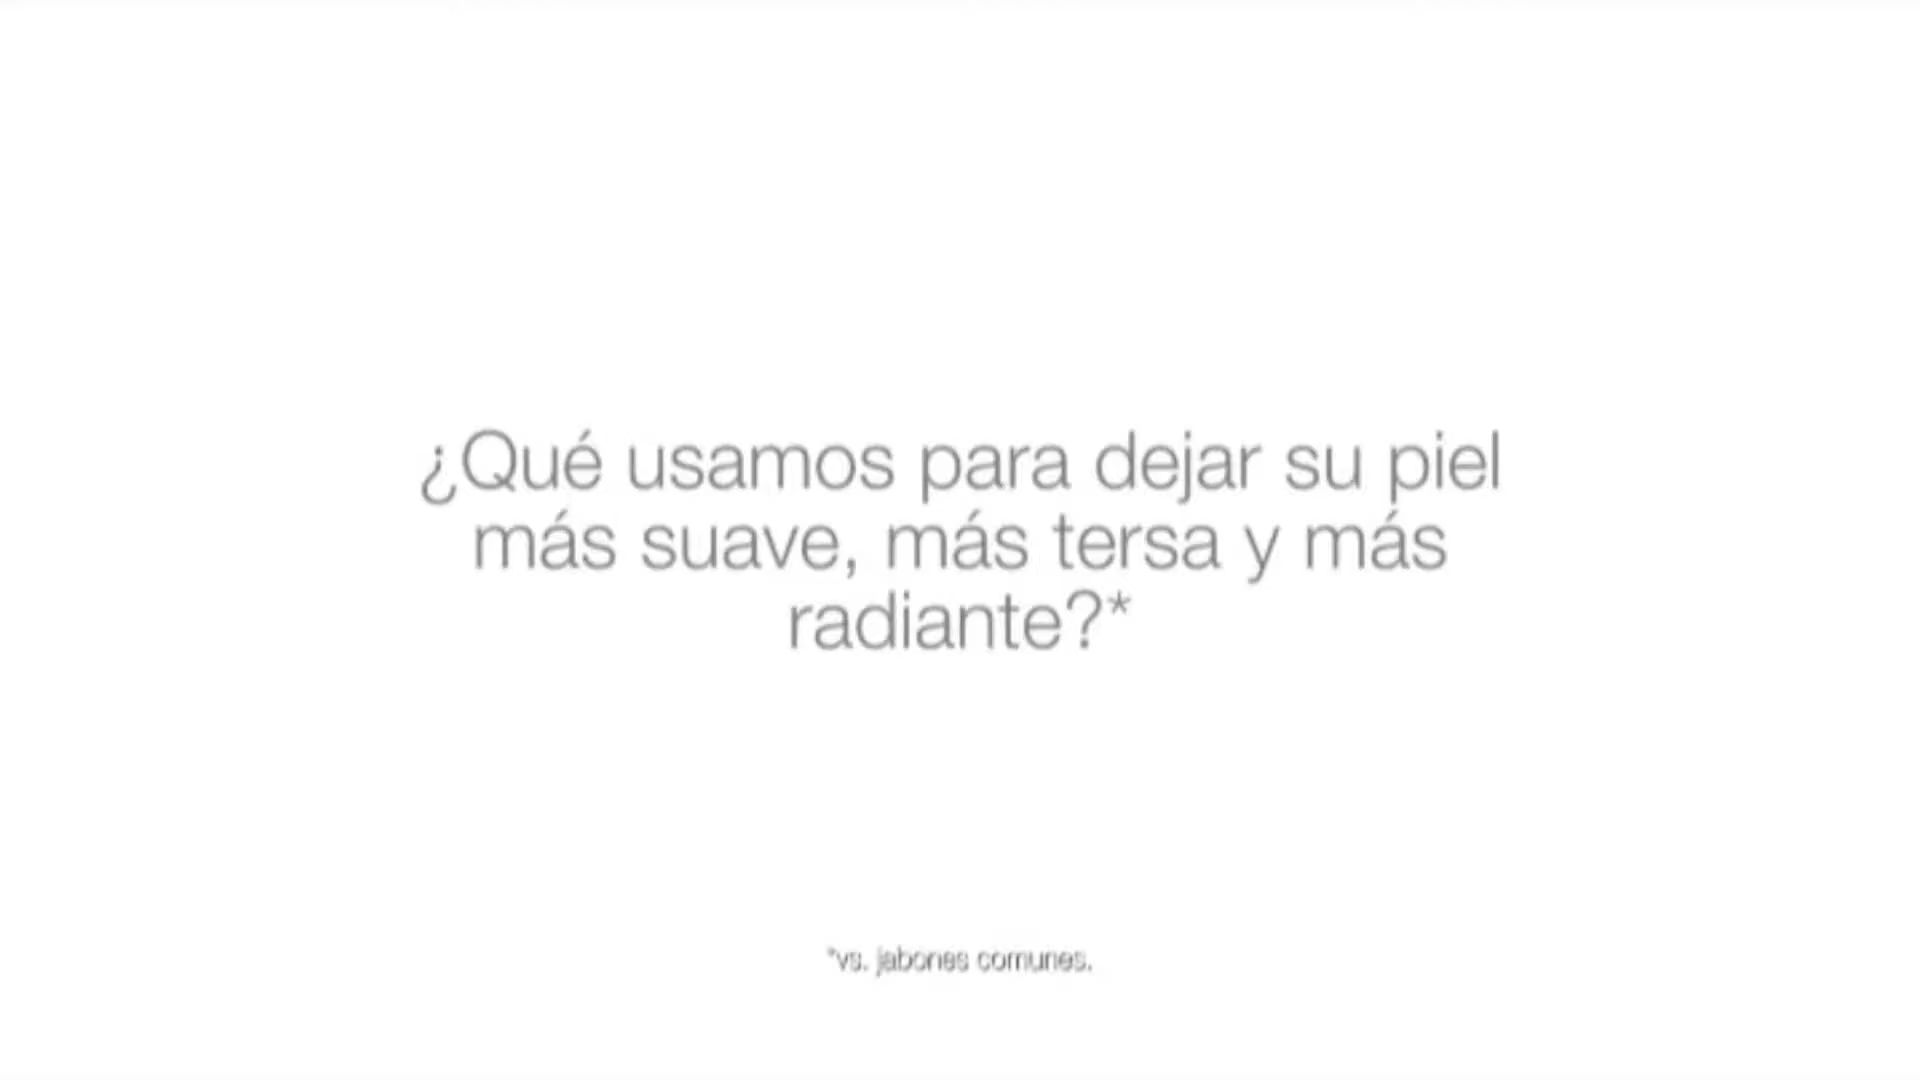 ¿Qué usamos para dejar su piel
más suave, más tersa y más
radiante?*
*vs. jabones comunes.